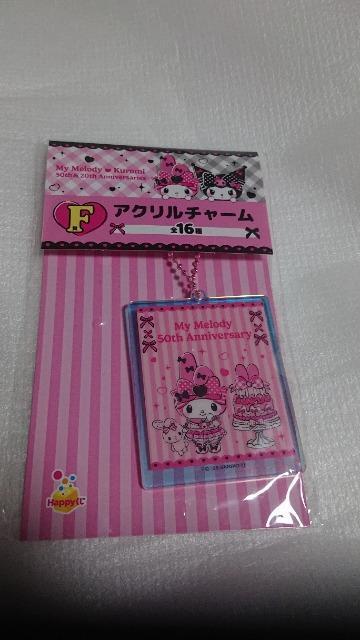 My Melody ♥ Kuromi
50th & 20th Anniversaries
F
賞
アクリルチャーム
全16種
My Melody
50th Anniversary
Happyくじ